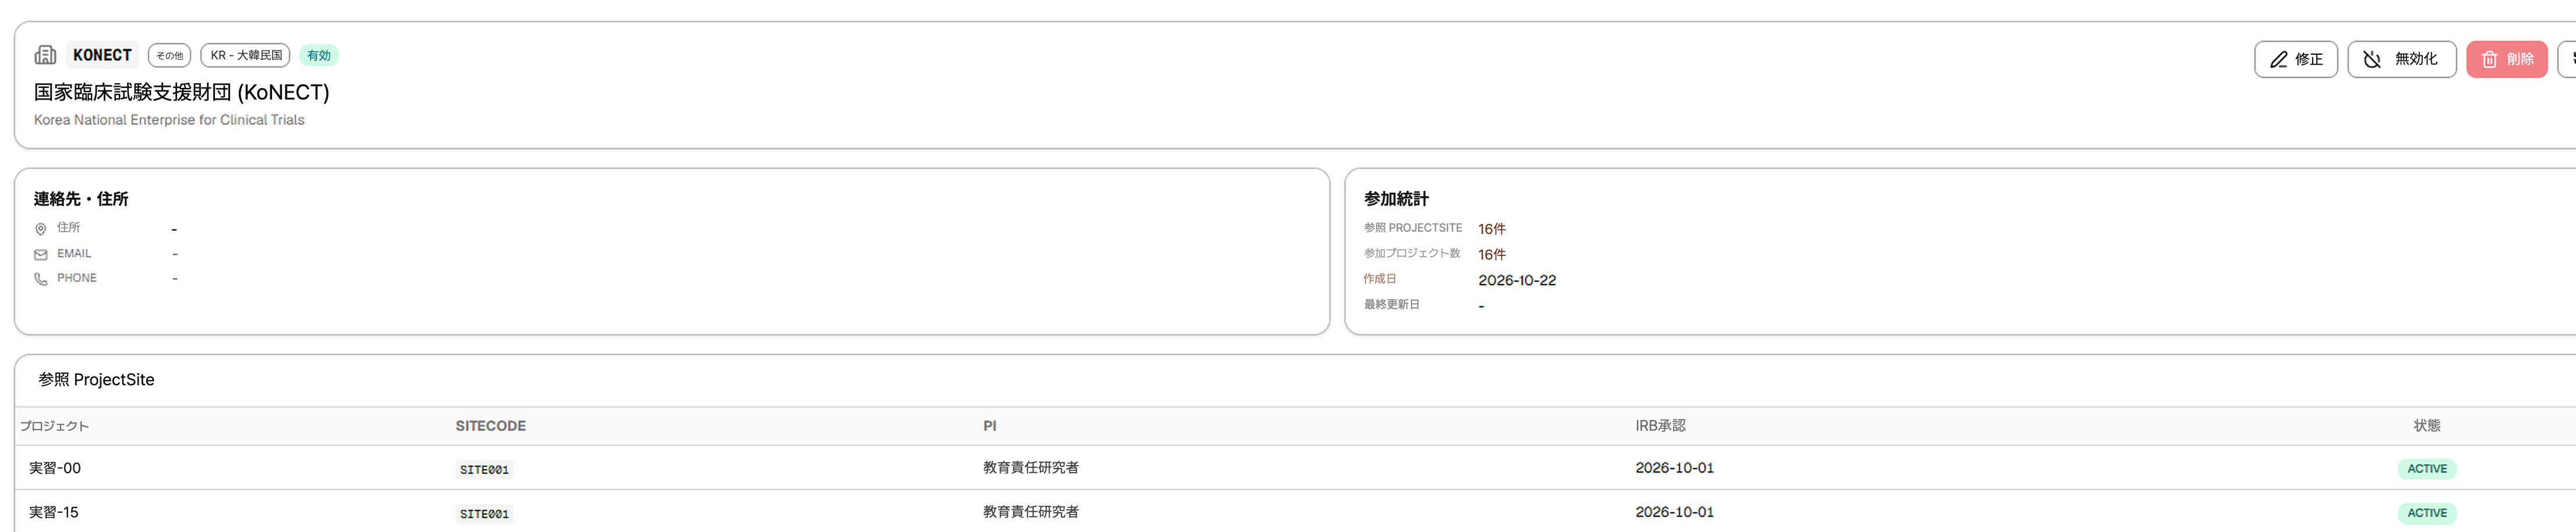 KONECT その他 KR - 大韓民国 有効 修正 無効化 削除
国家臨床試験支援財団 (KoNECT)
Korea National Enterprise for Clinical Trials
連絡先・住所
住所 -
EMAIL -
PHONE -
参加統計
参照 PROJECTSITE 16件
参加プロジェクト数 16件
作成日 2026-10-22
最終更新日 -
参照 ProjectSite
プロジェクト SITECODE PI IRB承認 状態
実習-00 SITE001 教育責任研究者 2026-10-01 ACTIVE
実習-15 SITE001 教育責任研究者 2026-10-01 ACTIVE